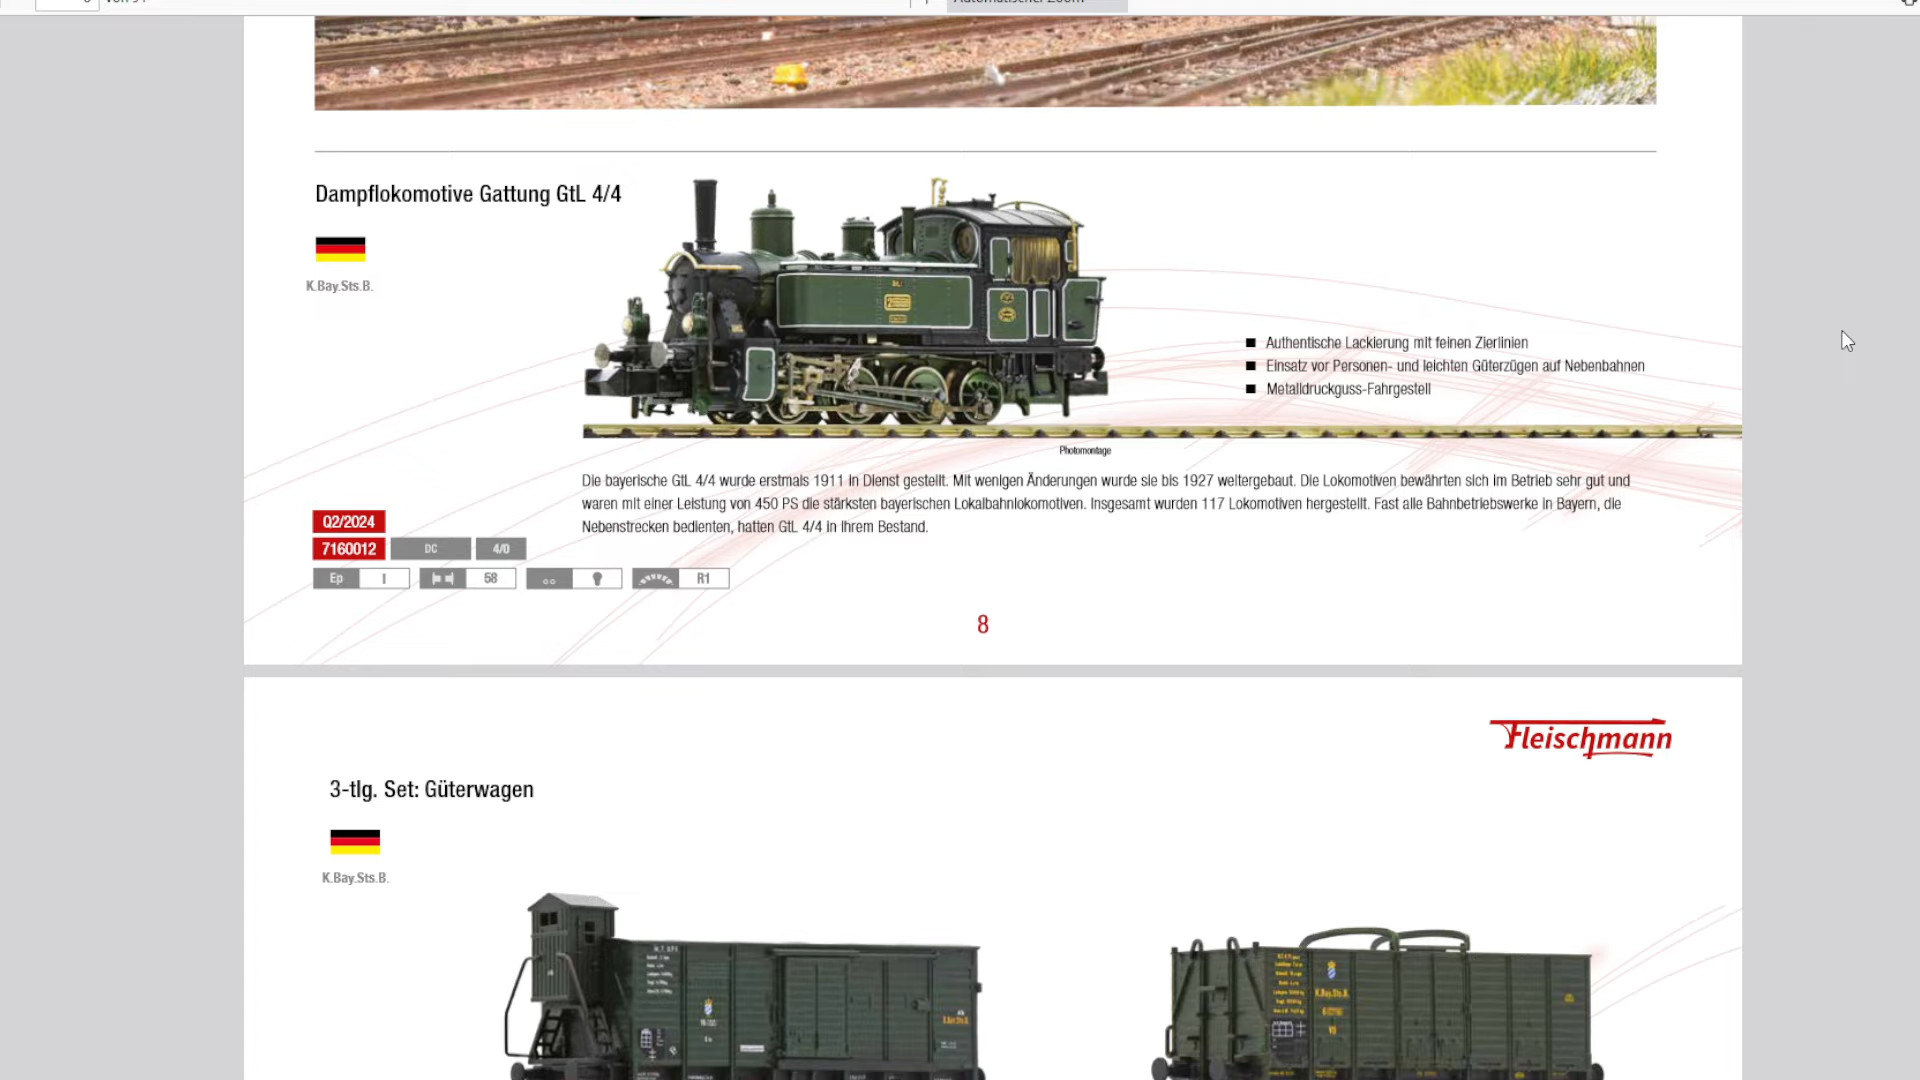 Dampflokomotive Gattung GtL 4/4
K.Bay.Sts.B.
Authentische Lackierung mit feinen Zierlinien
Einsatz vor Personen- und leichten Güterzügen auf Nebenbahnen
Metalldruckguss-Fahrgestell
Photomontage
Die bayerische GtL 4/4 wurde erstmals 1911 in Dienst gestellt. Mit wenigen Änderungen wurde sie bis 1927 weitergebaut. Die Lokomotiven bewährten sich im Betrieb sehr gut und
waren mit einer Leistung von 450 PS die stärksten bayerischen Lokalbahnlokomotiven. Insgesamt wurden 117 Lokomotiven hergestellt. Fast alle Bahnbetriebswerke in Bayern, die
Nebenstrecken bedienten, hatten GtL 4/4 in ihrem Bestand.
Q2/2024
7160012 DC 4/0
Ep I 58 R1
8
Fleischmann
3-tlg. Set: Güterwagen
K.Bay.Sts.B.
K.Bay.Sts.B.